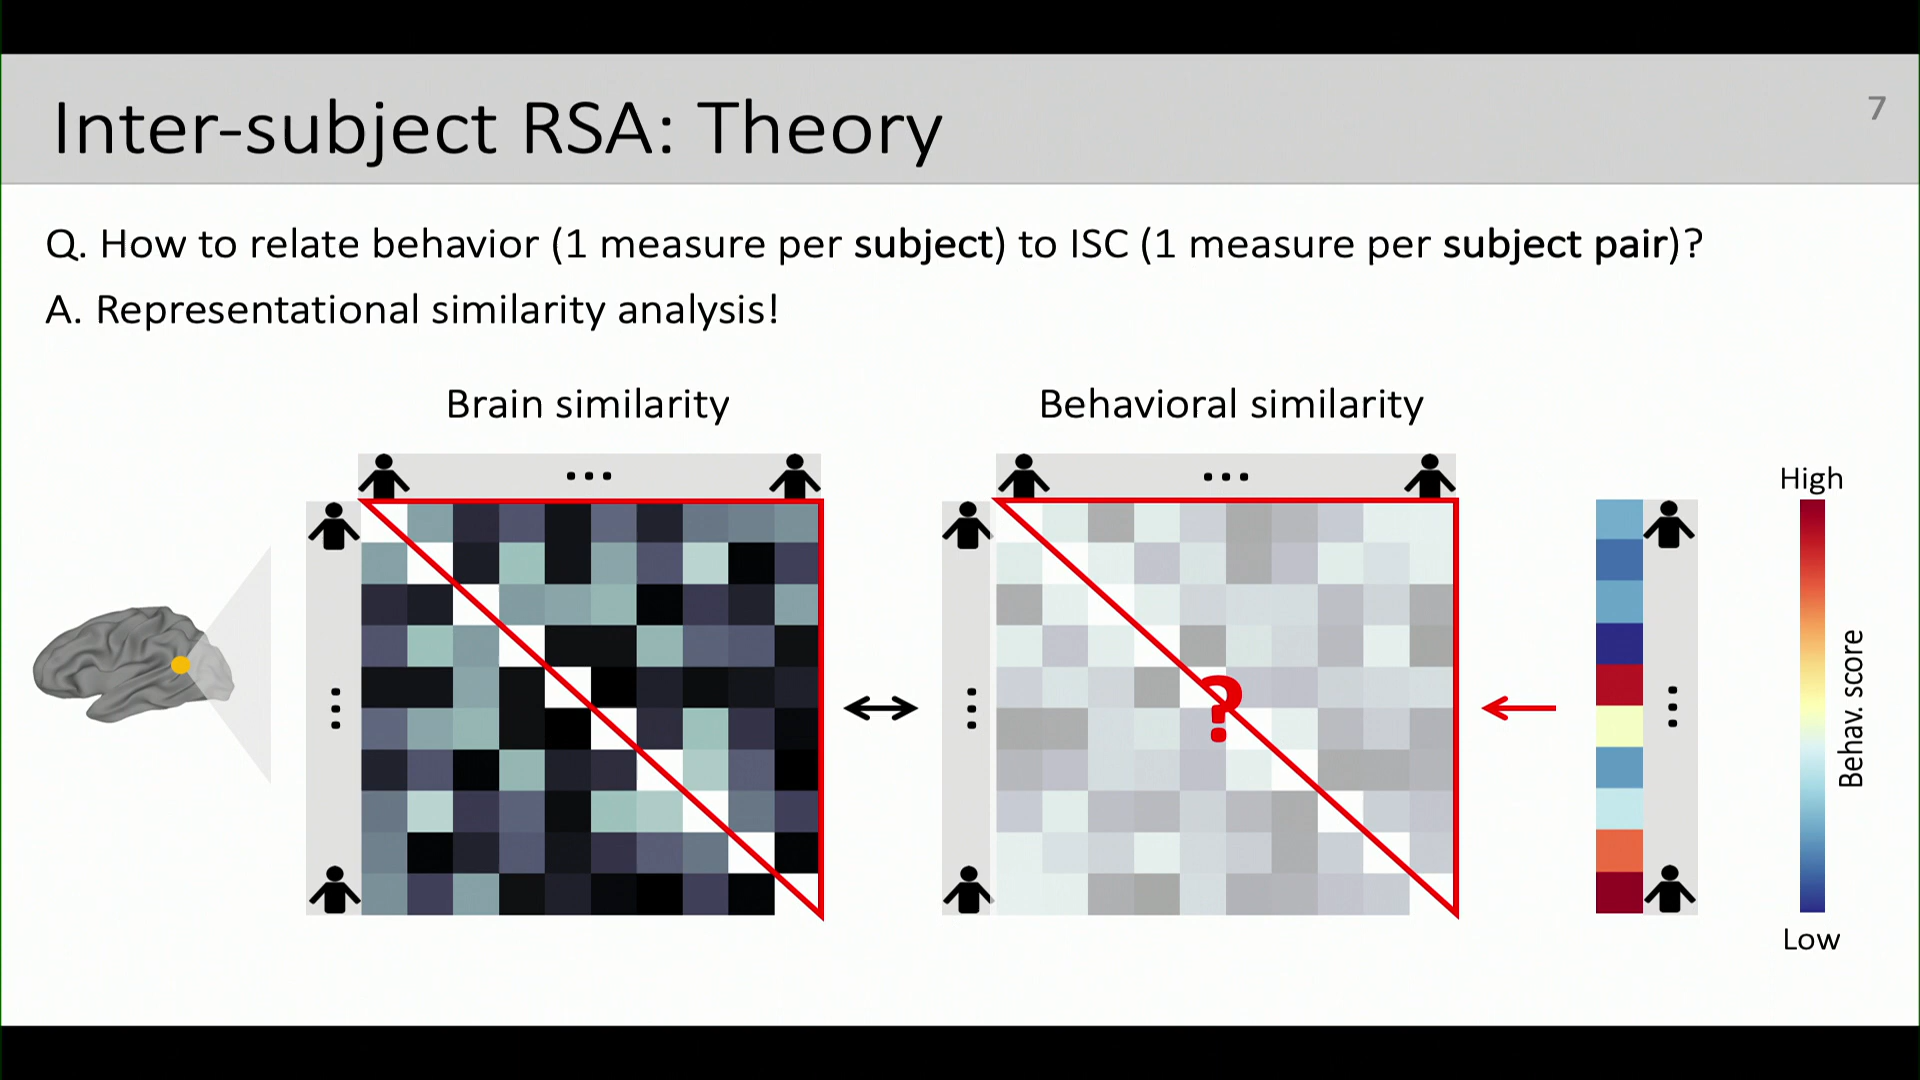 Inter-subject RSA: Theory
7
Q. How to relate behavior (1 measure per subject) to ISC (1 measure per subject pair)?
A. Representational similarity analysis!
Brain similarity
Behavioral similarity
...
...
High
?
Behav. score
Low